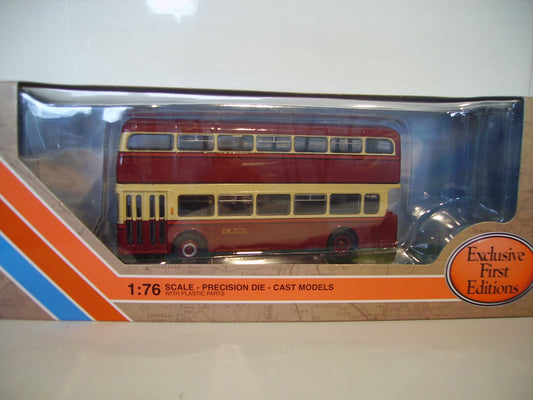 OK
1:76 SCALE - PRECISION DIE - CAST MODELS
WITH PLASTIC PARTS
Exclusive
First
Editions